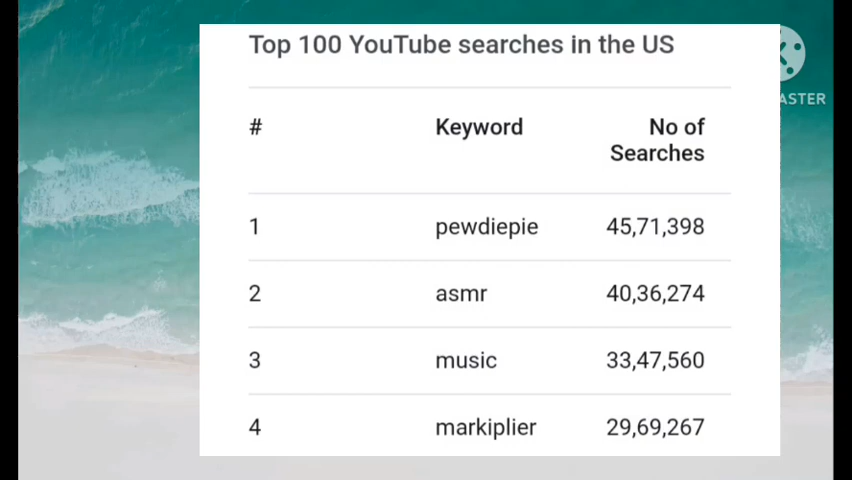 Top 100 YouTube searches in the US
ASTER
# Keyword No of
Searches
1 pewdiepie 45,71,398
2 asmr 40,36,274
3 music 33,47,560
4 markiplier 29,69,267